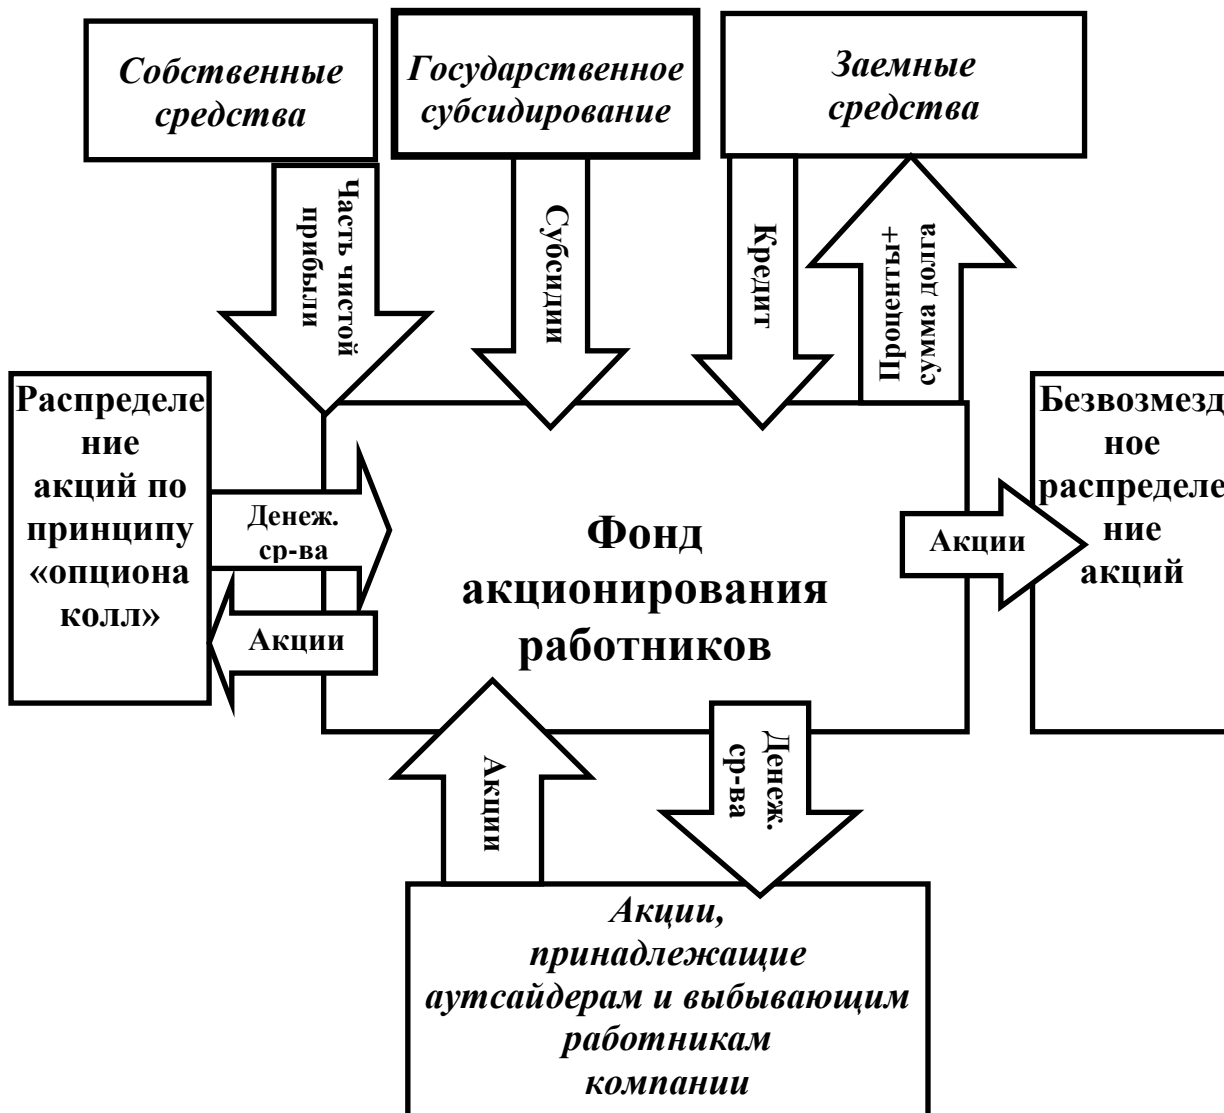 Собственные
средства
Государственное
субсидирование
Заемные
средства
Часть чистой
прибыли
Субсидии
Кредит
Проценты+
сумма долга
Распределе
ние
акций по
принципу
«опциона
колл»
Денеж.
ср-ва
Акции
Фонд
акционирования
работников
Акции
Безвозмезд
ное
распределе
ние
акций
Акции
Денеж.
ср-ва
Акции,
принадлежащие
аутсайдерам и выбывающим
работникам
компании